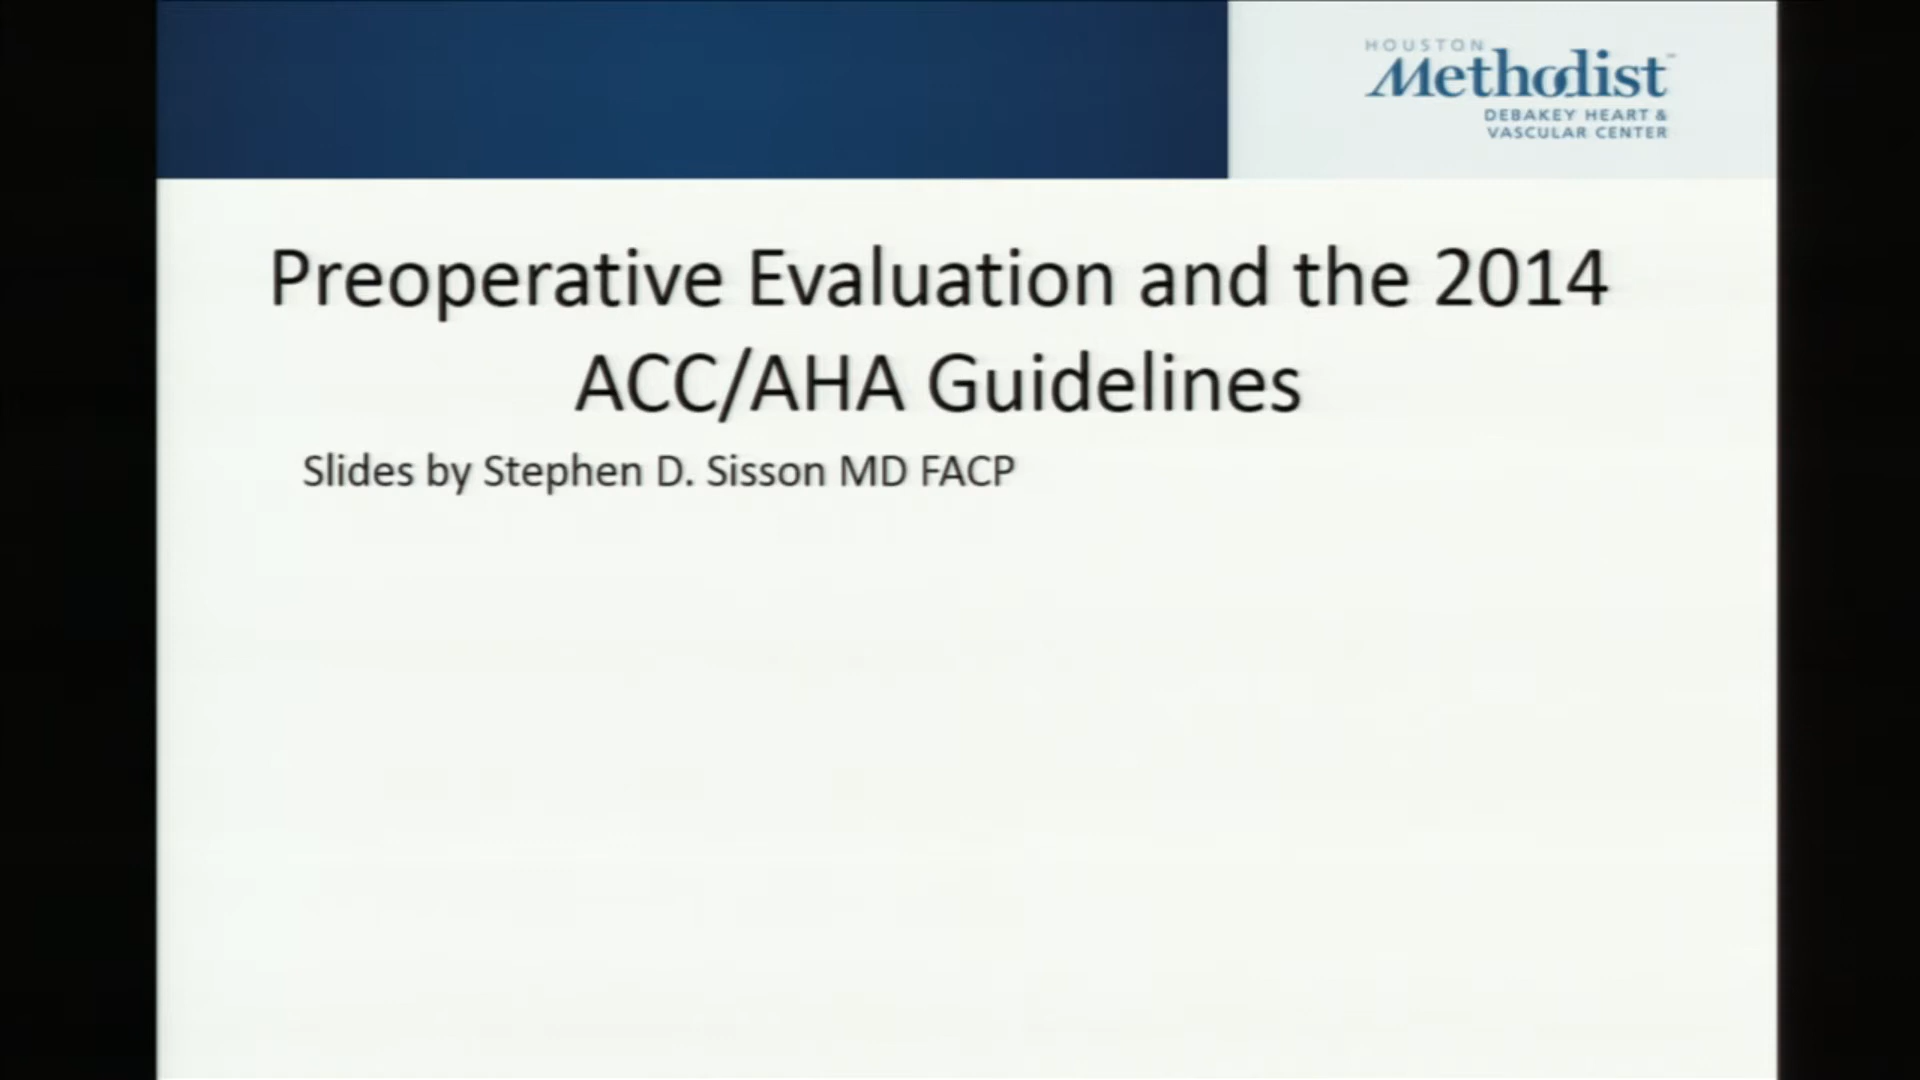 HOUSTON
Methodist
DEBAKEY HEART &
VASCULAR CENTER
Preoperative Evaluation and the 2014
ACC/AHA Guidelines
Slides by Stephen D. Sisson MD FACP